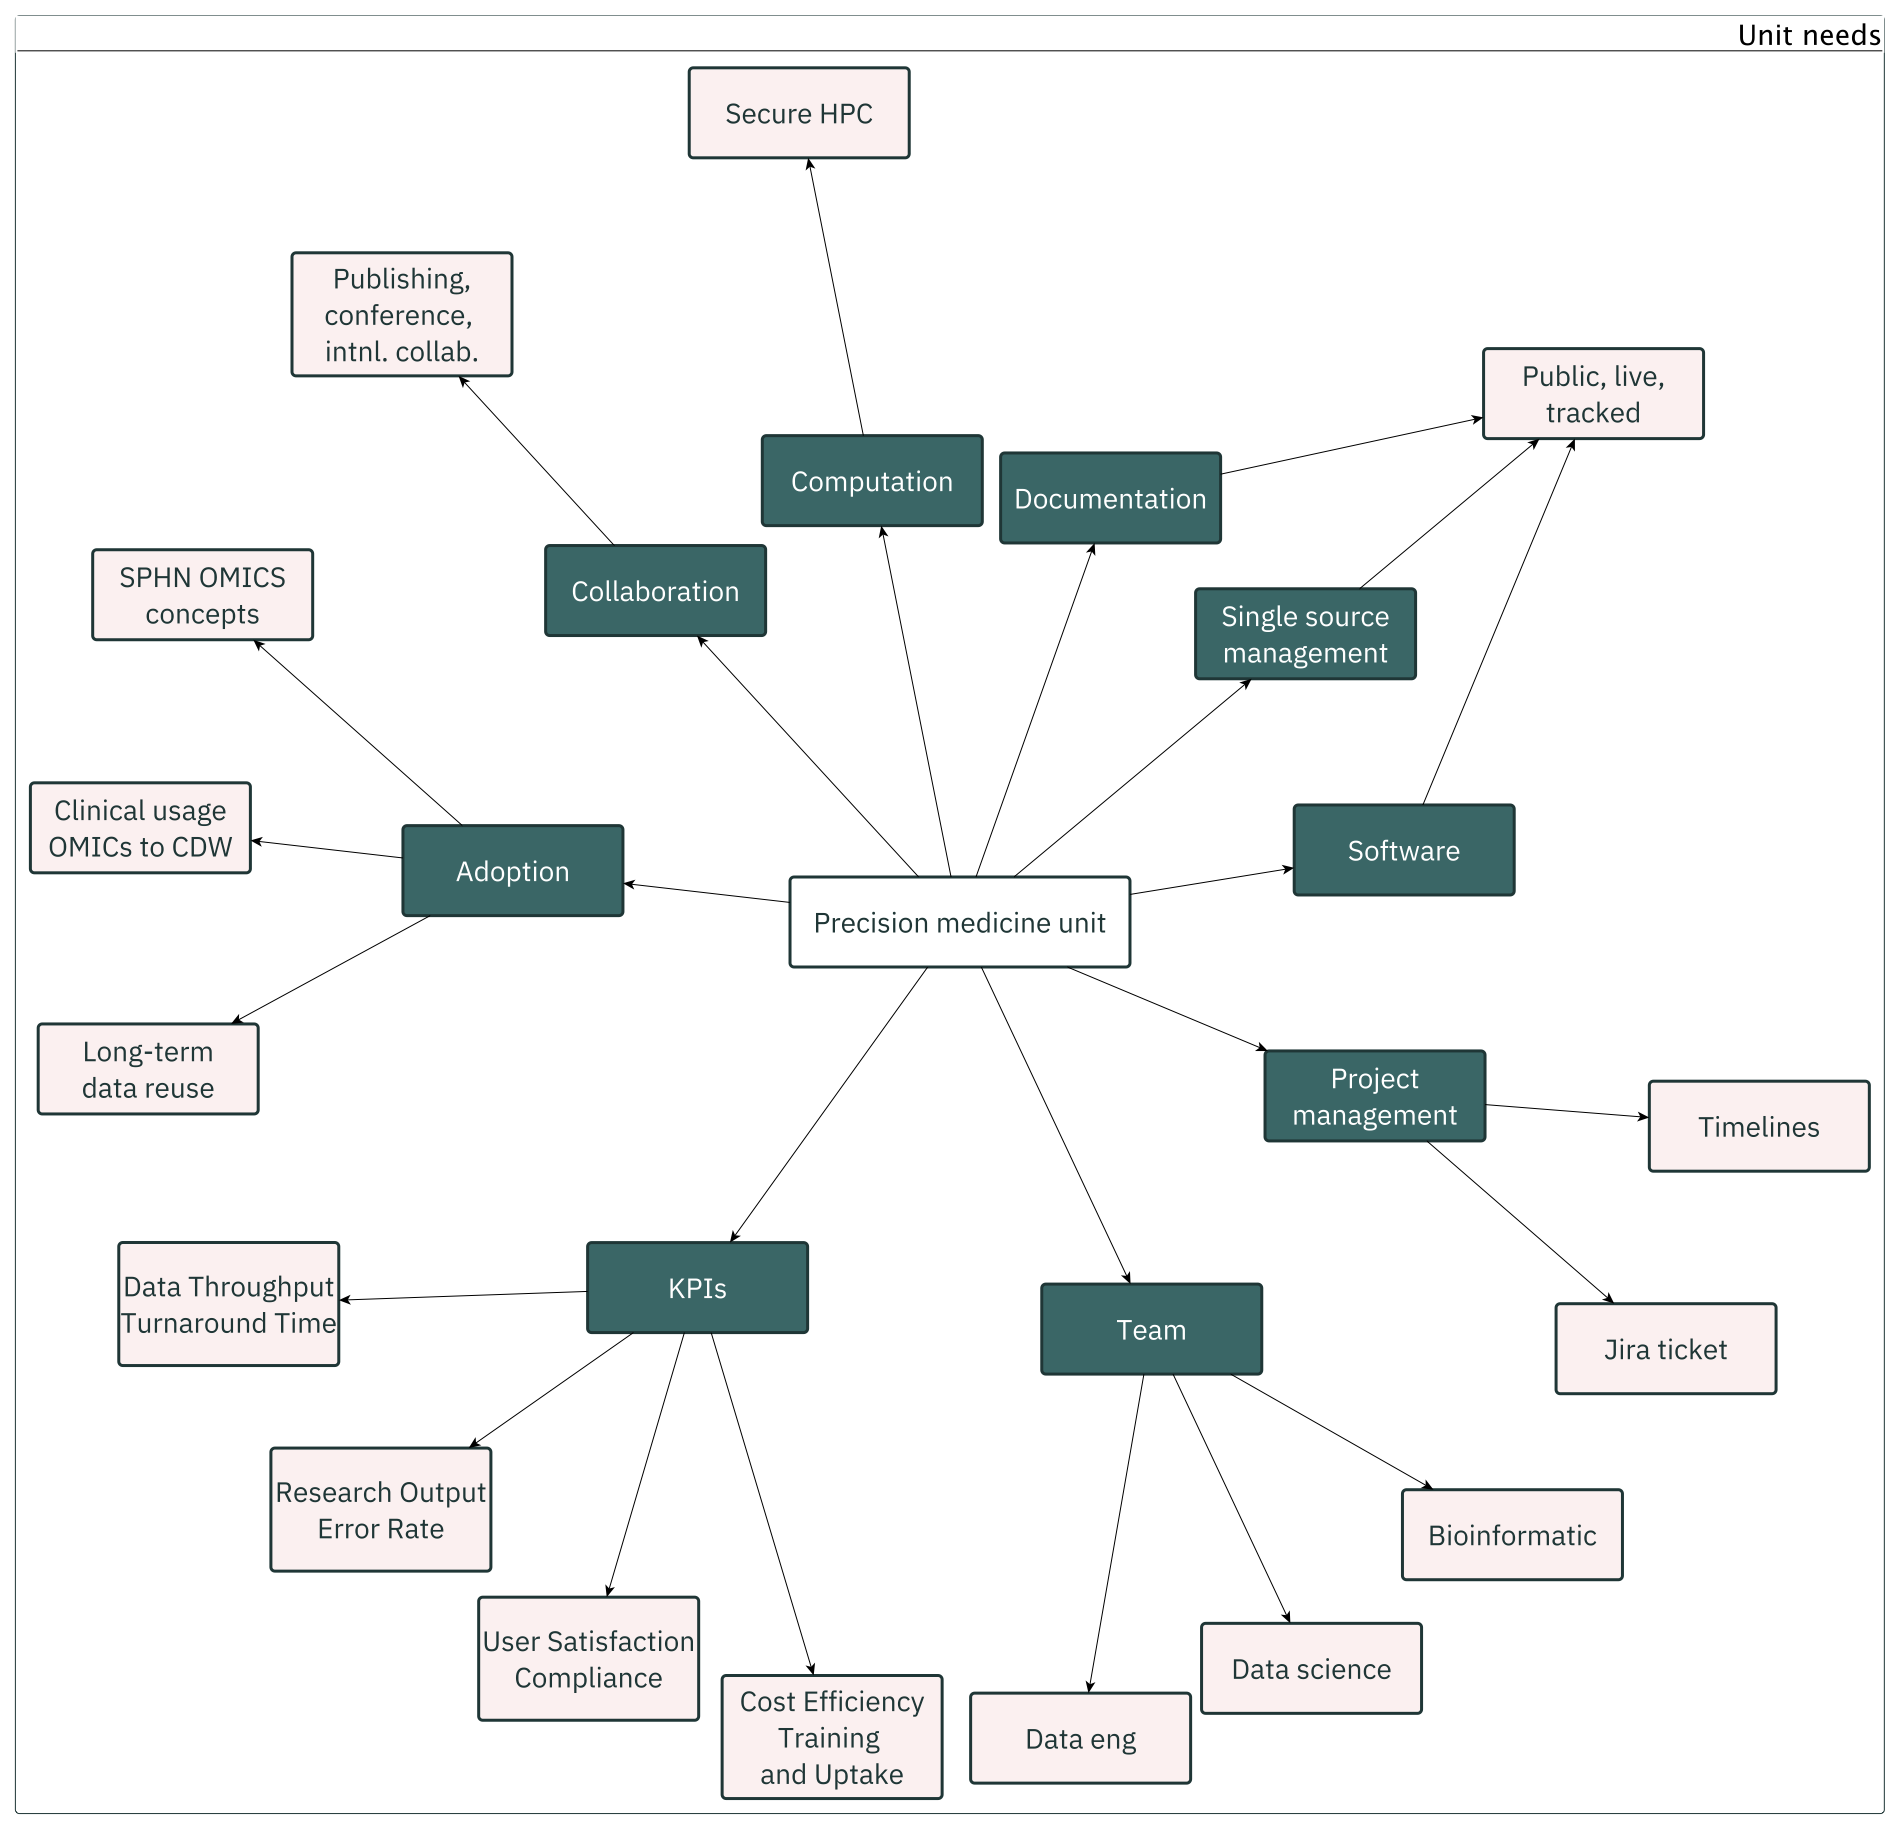 Unit needs
Secure HPC
Publishing,
conference,
intnl. collab.
Public, live,
tracked
Computation
Documentation
Collaboration
SPHN OMICS
concepts
Single source
management
Clinical usage
OMICs to CDW
Adoption
Software
Precision medicine unit
Long-term
data reuse
Project
management
Timelines
Data Throughput
Turnaround Time
KPIs
Team
Jira ticket
Research Output
Error Rate
Bioinformatic
User Satisfaction
Compliance
Data science
Cost Efficiency
Training
and Uptake
Data eng